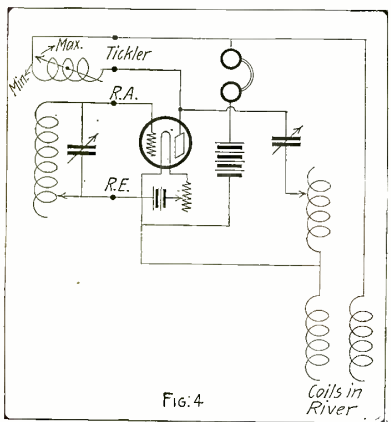 Max.
Min.
Tickler
R.A.
R.E.
Coils in
River
FIG: 4